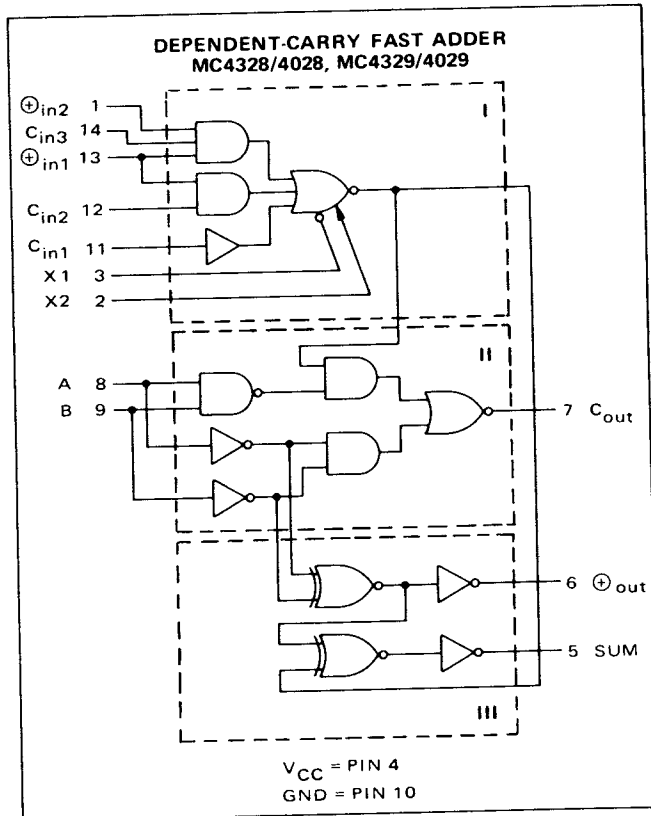 DEPENDENT-CARRY FAST ADDER
MC4328/4028, MC4329/4029
⊕in2 1
Cin3 14
⊕in1 13
Cin2 12
Cin1 11
X1 3
X2 2
I
A 8
B 9
II
7 Cout
6 ⊕out
5 SUM
III
VCC = PIN 4
GND = PIN 10